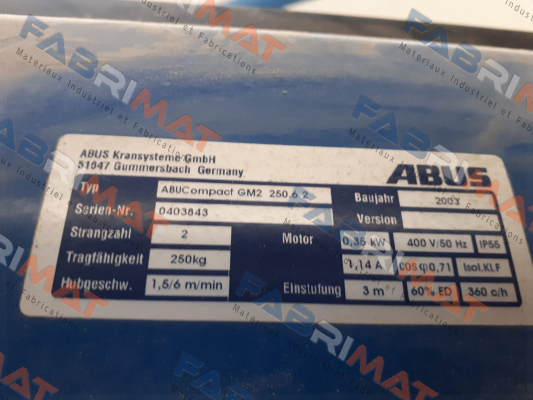 ABUS Kransysteme GmbH
51647 Gummersbach Germany
ABUS
Typ ABUCompact GM2 250.6 2
Baujahr 2003
Serien-Nr. 0403843
Version
Strangzahl 2
Motor 0,35 kW 400 V/50 Hz IP55
Tragfähigkeit 250kg
1,14 A cos φ 0,71 Isol.KLF
Hubgeschw. 1,5/6 m/min
Einstufung 3 m 60% ED 360 c/h
FABRIMAT
Matériaux Industriel et Fabrications